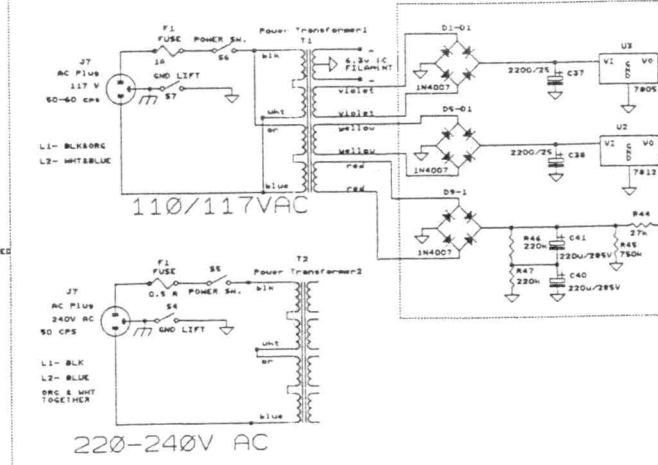 F1
FUSE
1A
POWER SW.
S6
Power Transformer1
T1
J7
AC Plug
117 V
50-60 cps
GND LIFT
S7
blk
wht
or
blue
L1- BLK&ORG
L2- WHT&BLUE
110/117VAC
6.3v
FILAMENT
violet
violet
yellow
yellow
red
red
D1-D1
1N4007
2200/25
C37
U3
VI
VO
GND
7805
D5-D1
1N4007
2200/25
C38
U2
VI
VO
GND
7812
D9-1
1N4007
R46
220k
R47
220k
C41
220u/285V
C40
220u/285V
R44
27k
R45
750k
ED
F1
FUSE
0.5 A
S5
POWER SW.
T2
Power Transformer2
J7
AC Plug
240V AC
50 CPS
S4
GND LIFT
blk
wht
or
blue
L1- BLK
L2- BLUE
ORG & WHT
TOGETHER
220-240V AC